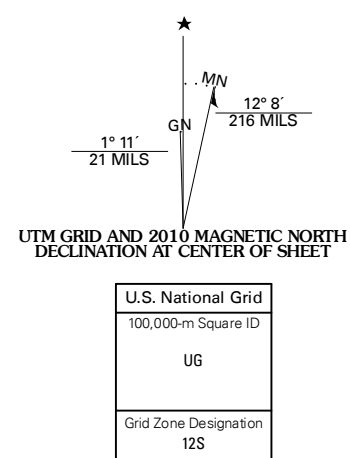 ★
MN
GN
12° 8´
216 MILS
1° 11´
21 MILS
UTM GRID AND 2010 MAGNETIC NORTH
DECLINATION AT CENTER OF SHEET
U.S. National Grid
100,000-m Square ID
UG
Grid Zone Designation
12S